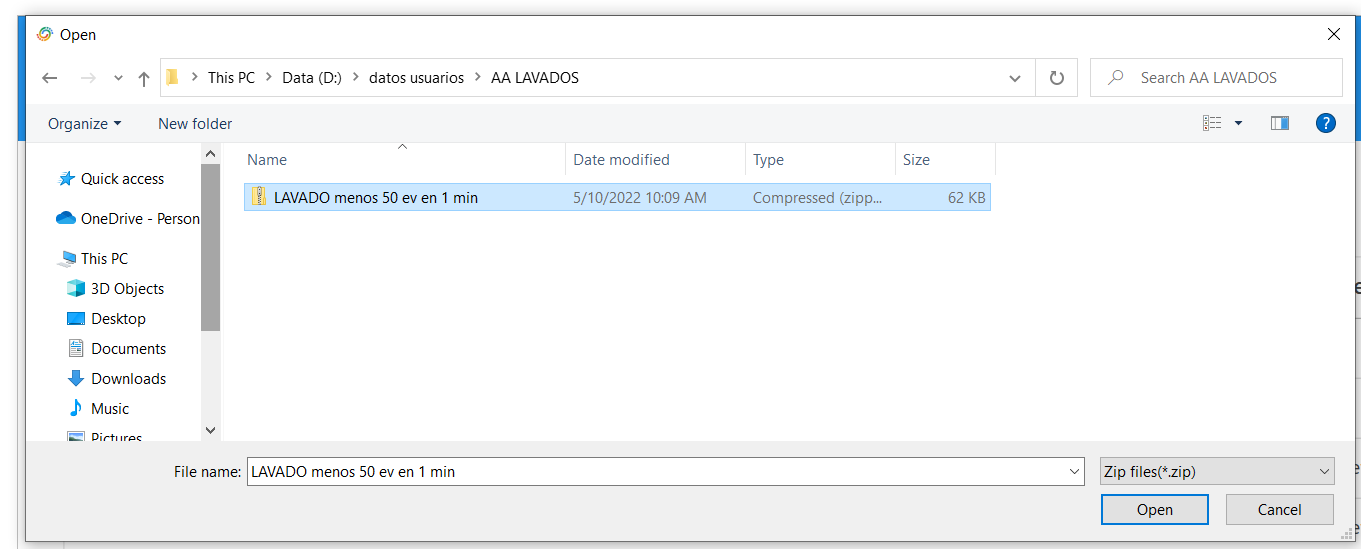 Open
This PC > Data (D:) > datos usuarios > AA LAVADOS
Search AA LAVADOS
Organize
New folder
?
Name
Date modified
Type
Size
LAVADO menos 50 ev en 1 min
5/10/2022 10:09 AM
Compressed (zipp...
62 KB
Quick access
OneDrive - Person
This PC
3D Objects
Desktop
Documents
Downloads
Music
Pictures
File name:
LAVADO menos 50 ev en 1 min
Zip files(*.zip)
Open
Cancel